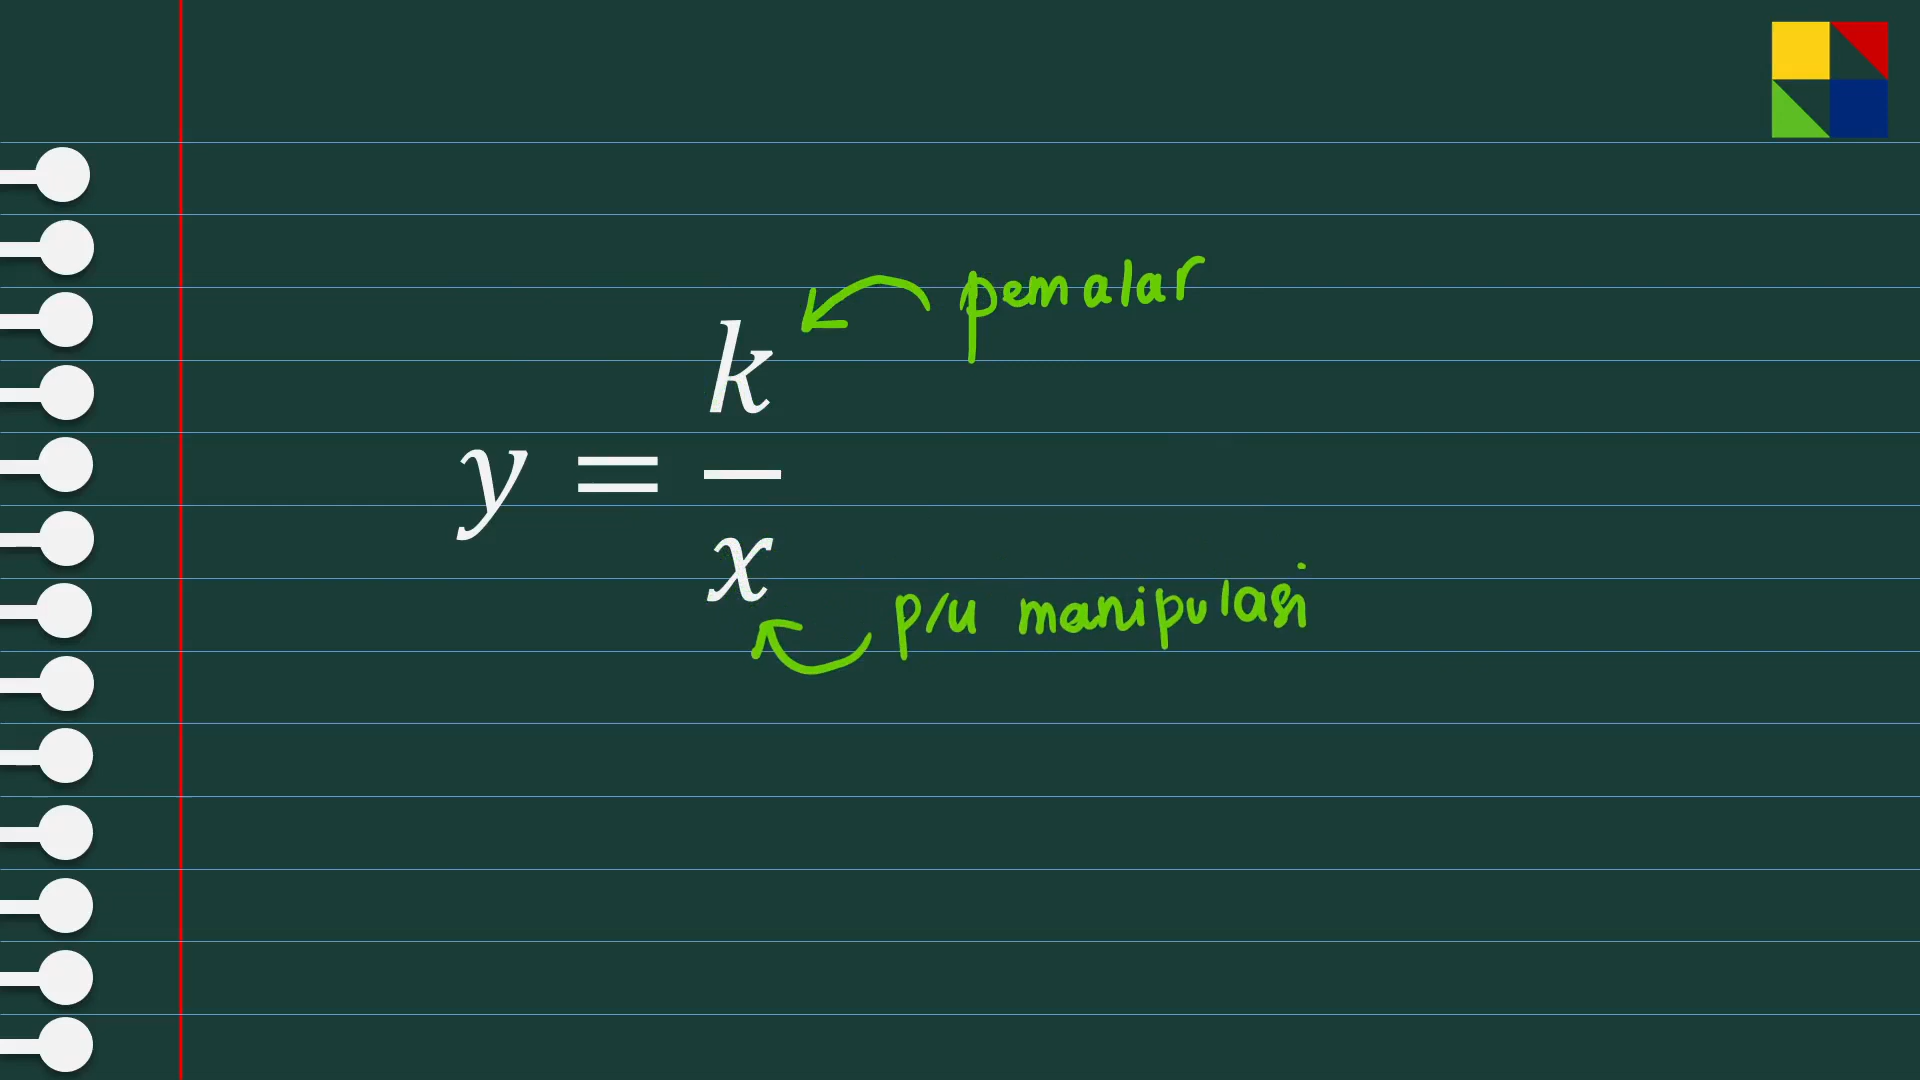 pemalar
y = k/x
p/u manipulasi